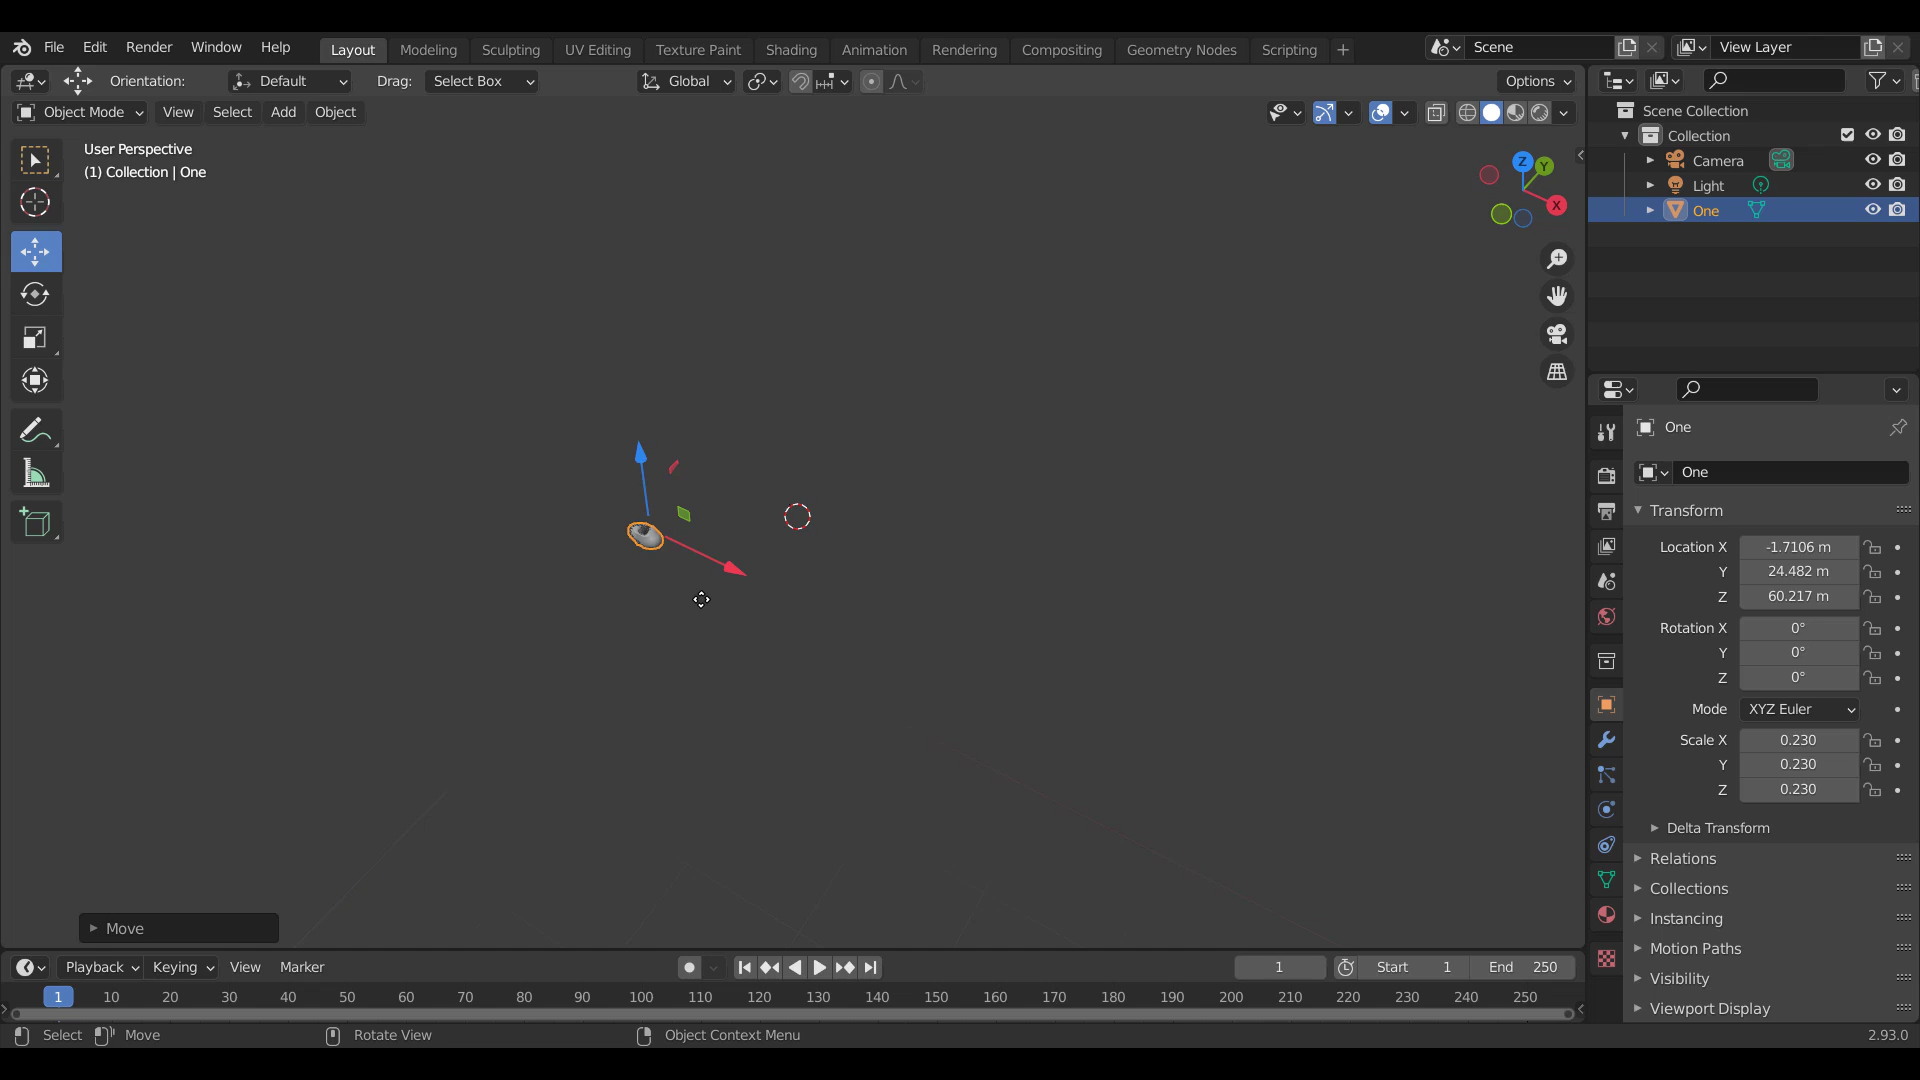 File Edit Render Window Help Layout Modeling Sculpting UV Editing Texture Paint Shading Animation Rendering Compositing Geometry Nodes Scripting + Scene View Layer
Orientation: Default Drag: Select Box Global Options
Object Mode View Select Add Object
User Perspective
(1) Collection | One
Z Y X
Scene Collection
Collection
Camera
Light
One
One
One
Transform
Location X -1.7106 m
Y 24.482 m
Z 60.217 m
Rotation X 0°
Y 0°
Z 0°
Mode XYZ Euler
Scale X 0.230
Y 0.230
Z 0.230
Delta Transform
Relations
Collections
Instancing
Motion Paths
Visibility
Viewport Display
Move
Playback Keying View Marker 1 Start 1 End 250
1 10 20 30 40 50 60 70 80 90 100 110 120 130 140 150 160 170 180 190 200 210 220 230 240 250
Select Move Rotate View Object Context Menu 2.93.0